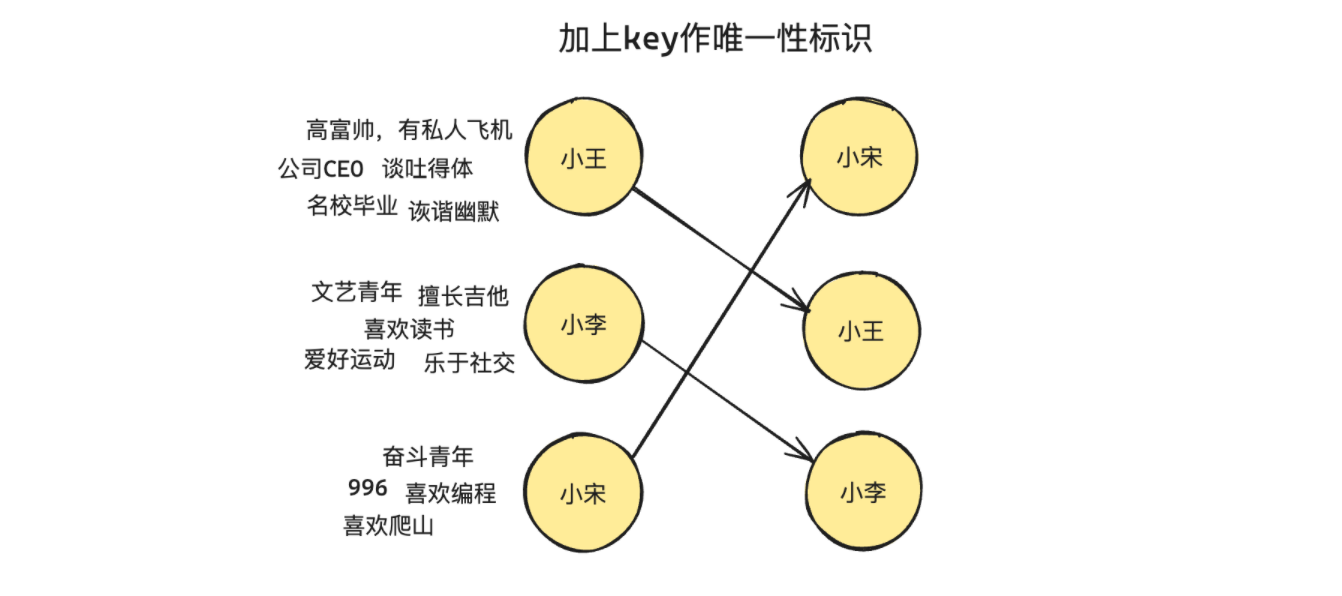 加上key作唯一性标识
高富帅，有私人飞机
公司CEO 谈吐得体
名校毕业 诙谐幽默
小王
小宋
文艺青年 擅长吉他
喜欢读书
爱好运动 乐于社交
小李
小王
奋斗青年
996 喜欢编程
喜欢爬山
小宋
小李